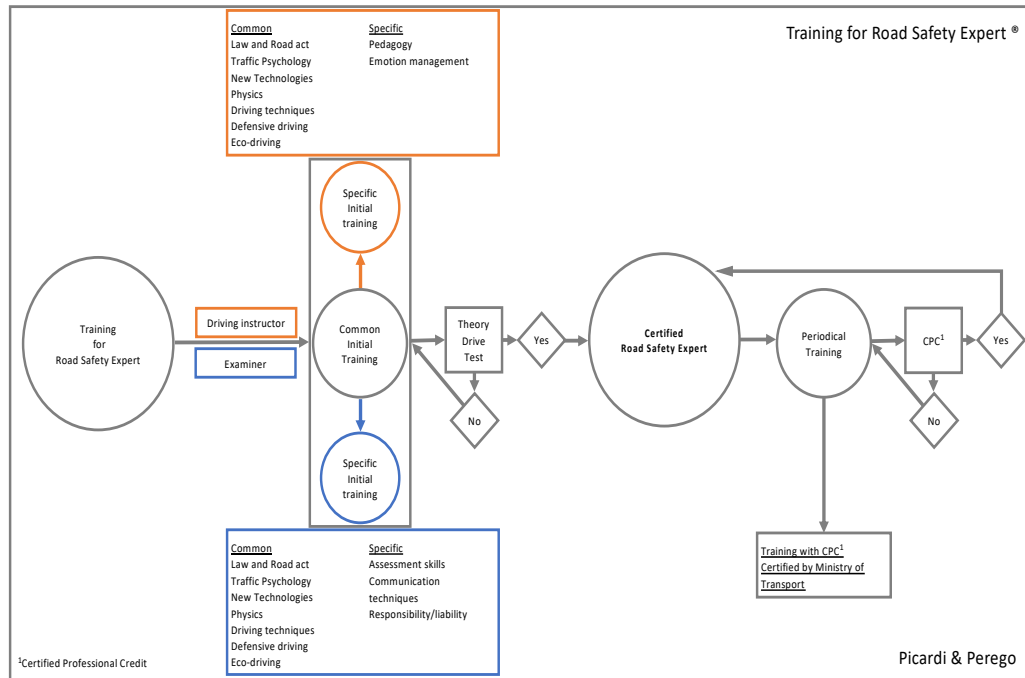 Training for Road Safety Expert ®
Common
Law and Road act
Traffic Psychology
New Technologies
Physics
Driving techniques
Defensive driving
Eco-driving
Specific
Pedagogy
Emotion management
Specific
Initial
training
Training
for
Road Safety Expert
Driving instructor
Examiner
Common
Initial
Training
Theory
Drive
Test
Yes
No
Certified
Road Safety Expert
Periodical
Training
CPC¹
Yes
No
Specific
Initial
training
Common
Law and Road act
Traffic Psychology
New Technologies
Physics
Driving techniques
Defensive driving
Eco-driving
Specific
Assessment skills
Communication
techniques
Responsibility/liability
Training with CPC¹
Certified by Ministry of
Transport
¹Certified Professional Credit
Picardi & Perego